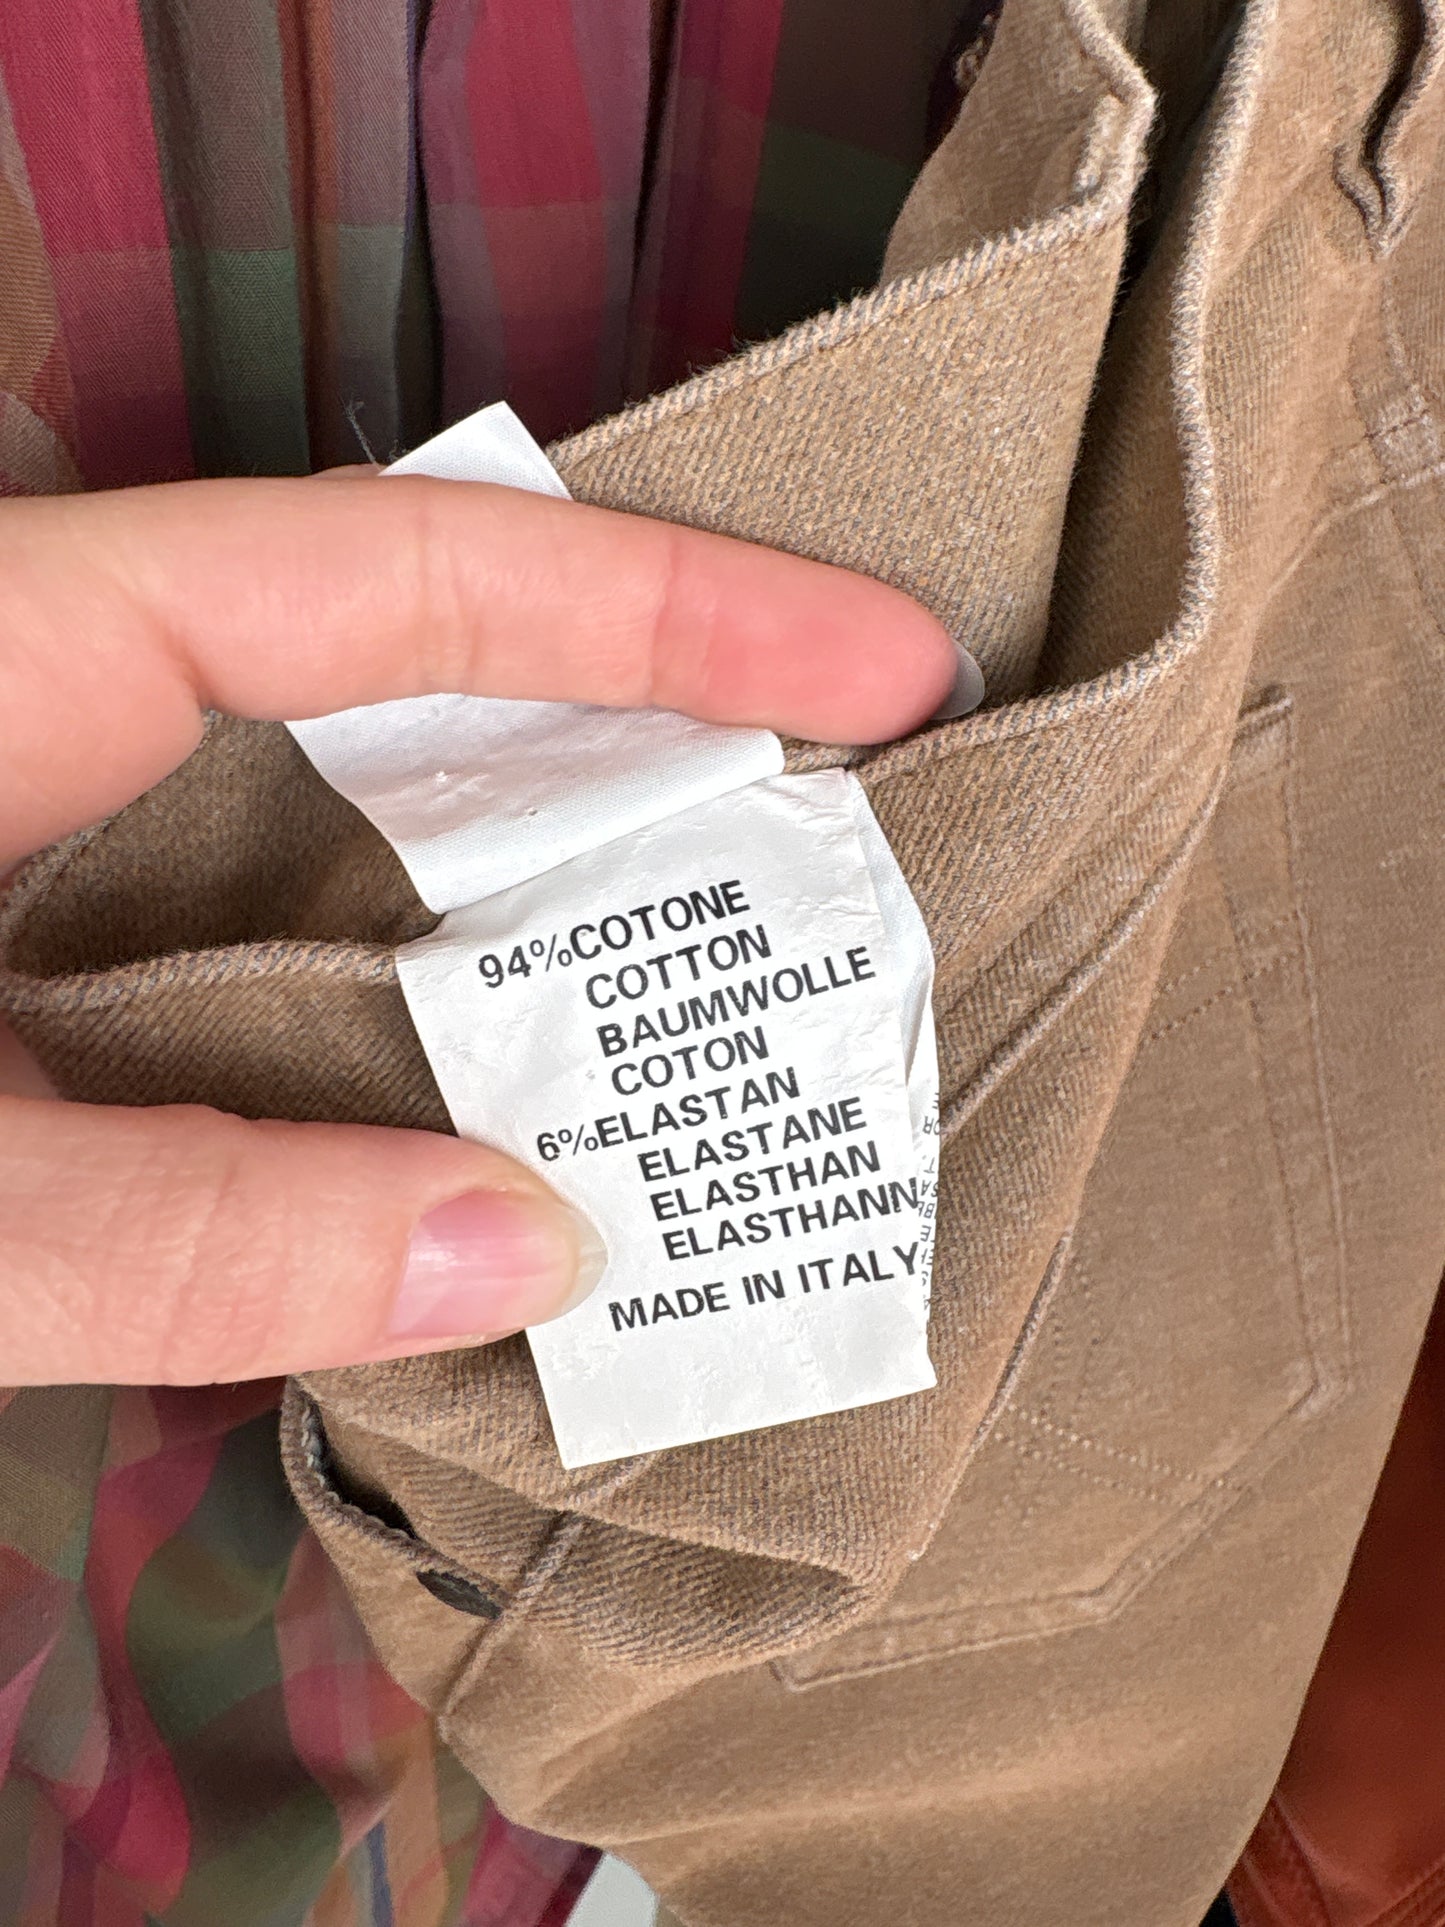 94%COTONE
COTTON
BAUMWOLLE
COTON
6%ELASTAN
ELASTANE
ELASTHAN
ELASTHANN
MADE IN ITALY